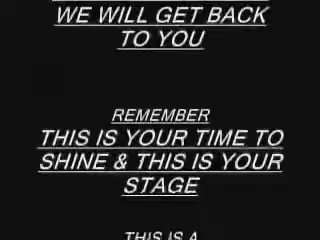 WE WILL GET BACK
TO YOU
REMEMBER
THIS IS YOUR TIME TO
SHINE & THIS IS YOUR
STAGE
THIS IS A